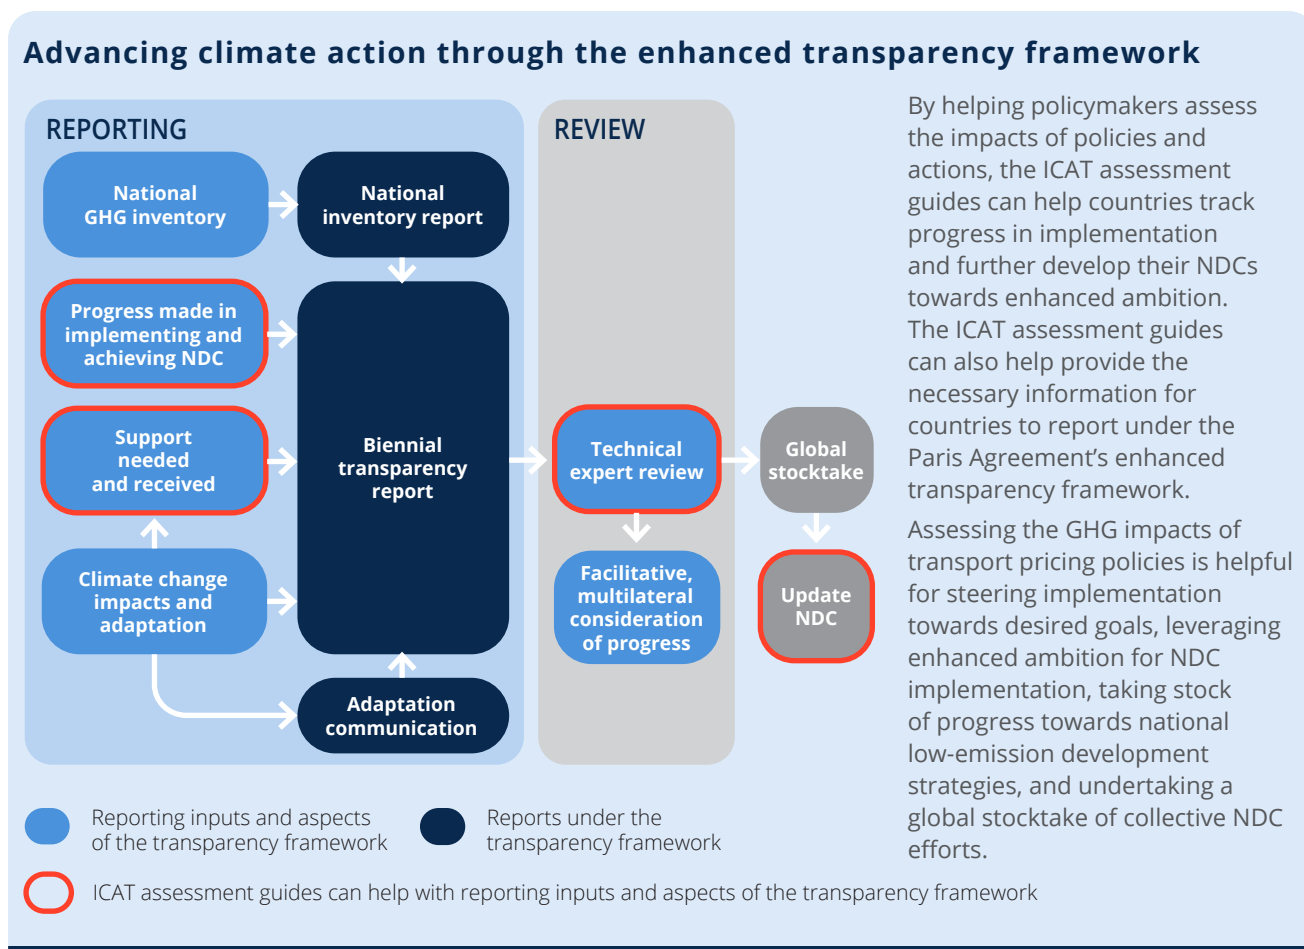 Advancing climate action through the enhanced transparency framework
REPORTING
National
GHG inventory
National
inventory report
Progress made in
implementing and
achieving NDC
Support
needed
and received
Biennial
transparency
report
Climate change
impacts and
adaptation
Adaptation
communication
REVIEW
Technical
expert review
Facilitative,
multilateral
consideration
of progress
Global
stocktake
Update
NDC
By helping policymakers assess
the impacts of policies and
actions, the ICAT assessment
guides can help countries track
progress in implementation
and further develop their NDCs
towards enhanced ambition.
The ICAT assessment guides
can also help provide the
necessary information for
countries to report under the
Paris Agreement’s enhanced
transparency framework.
Assessing the GHG impacts of
transport pricing policies is helpful
for steering implementation
towards desired goals, leveraging
enhanced ambition for NDC
implementation, taking stock
of progress towards national
low-emission development
strategies, and undertaking a
global stocktake of collective NDC
efforts.
Reporting inputs and aspects
of the transparency framework
Reports under the
transparency framework
ICAT assessment guides can help with reporting inputs and aspects of the transparency framework